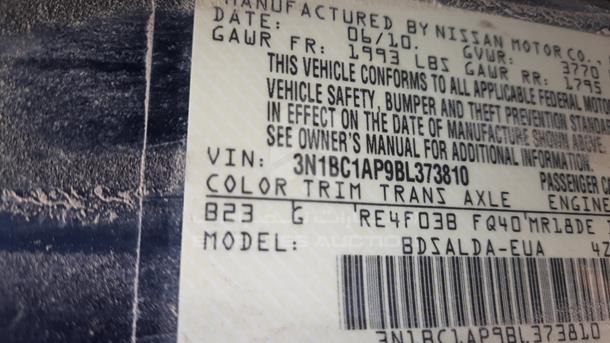 MANUFACTURED BY NISSAN MOTOR CO.,
DATE: 06/10. GVWR: 3770
GAWR FR: 1993 LBS GAWR RR: 1795
THIS VEHICLE CONFORMS TO ALL APPLICABLE FEDERAL MOTO
VEHICLE SAFETY, BUMPER AND THEFT PREVENTION STANDA
IN EFFECT ON THE DATE OF MANUFACTURE SHOWN ABOVE.
SEE OWNER'S MANUAL FOR ADDITIONAL INFORMATION.
VIN: 3N1BC1AP9BL373810 PASSENGER C
COLOR TRIM TRANS AXLE ENGINE
B23 G RE4F03B FQ40 MR18DE
MODEL: BDSALDA-EUA 42
3N1BC1AP9BL373810